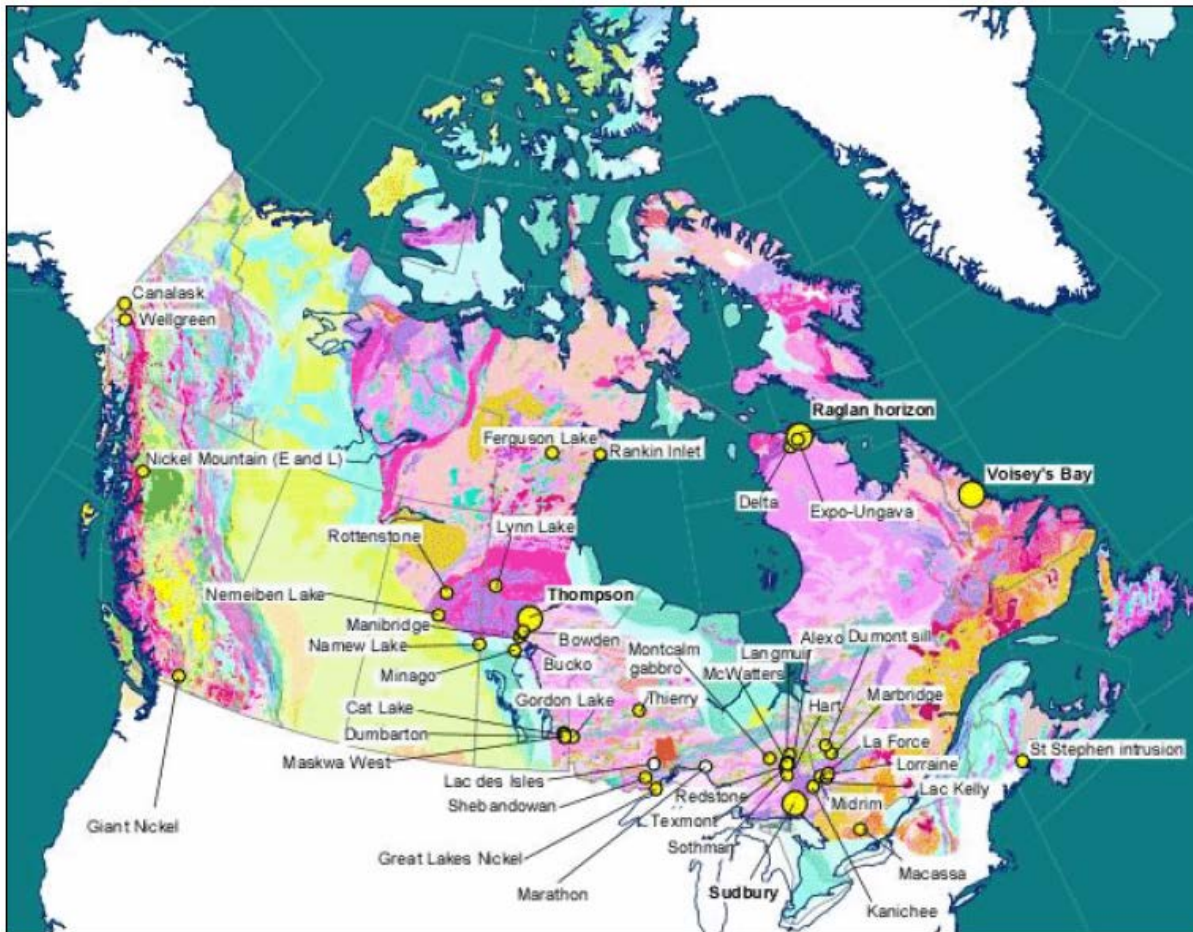 Canalask
Wellgreen
Raglan horizon
Ferguson Lake
Rankin Inlet
Nickel Mountain (E and L)
Voisey's Bay
Delta
Expo-Ungava
Rottenstone
Lynn Lake
Nemeiben Lake
Thompson
Manibridge
Bowden
Namew Lake
Bucko
Minago
Montcalm
gabbro
Langmuir
Alexo
Dumont sill
McWatters
Gordon Lake
Thierry
Hart
Marbridge
Cat Lake
Dumbarton
Maskwa West
La Force
St Stephen intrusion
Lorraine
Lac des Isles
Lac Kelly
Shebandowan
Redstone
Midrim
Giant Nickel
Texmont
Sothman
Great Lakes Nickel
Macassa
Marathon
Sudbury
Kanichee